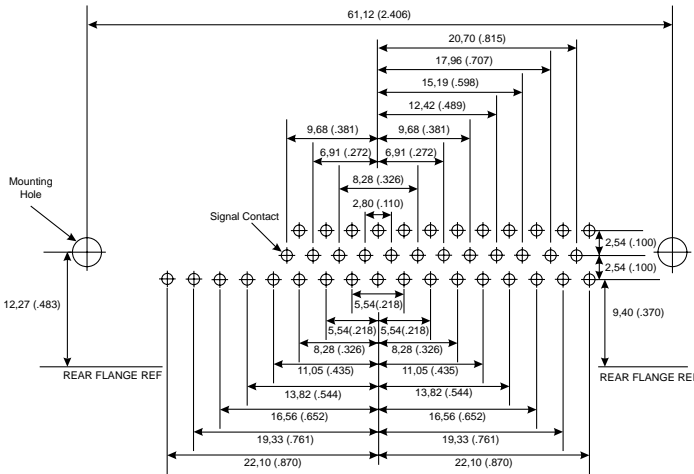 61,12 (2.406)
20,70 (.815)
17,96 (.707)
15,19 (.598)
12,42 (.489)
9,68 (.381) 9,68 (.381)
6,91 (.272) 6,91 (.272)
8,28 (.326)
2,80 (.110)
Mounting
Hole
Signal Contact
2,54 (.100)
2,54 (.100)
12,27 (.483)
9,40 (.370)
5,54 (.218)
5,54(.218) 5,54(.218)
8,28 (.326) 8,28 (.326)
11,05 (.435) 11,05 (.435)
REAR FLANGE REF REAR FLANGE REF
13,82 (.544) 13,82 (.544)
16,56 (.652) 16,56 (.652)
19,33 (.761) 19,33 (.761)
22,10 (.870) 22,10 (.870)